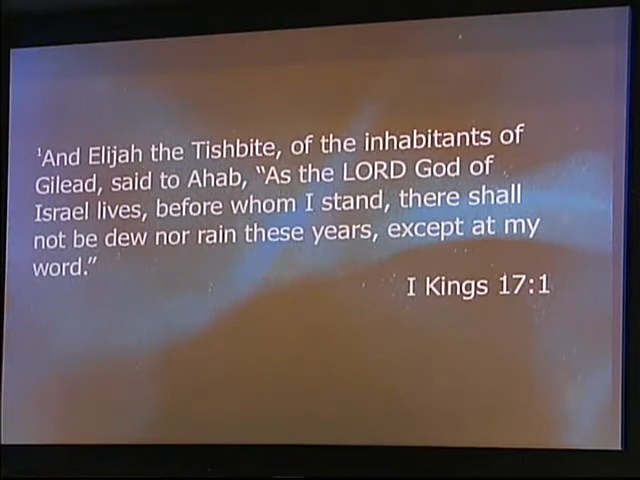 ¹And Elijah the Tishbite, of the inhabitants of
Gilead, said to Ahab, “As the LORD God of
Israel lives, before whom I stand, there shall
not be dew nor rain these years, except at my
word.”
I Kings 17:1